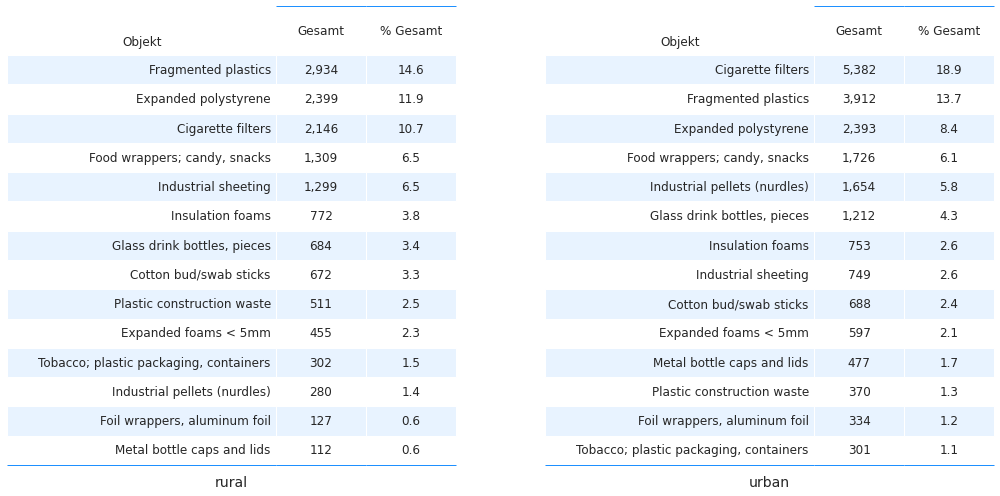 Objekt Gesamt % Gesamt
Fragmented plastics 2,934 14.6
Expanded polystyrene 2,399 11.9
Cigarette filters 2,146 10.7
Food wrappers; candy, snacks 1,309 6.5
Industrial sheeting 1,299 6.5
Insulation foams 772 3.8
Glass drink bottles, pieces 684 3.4
Cotton bud/swab sticks 672 3.3
Plastic construction waste 511 2.5
Expanded foams < 5mm 455 2.3
Tobacco; plastic packaging, containers 302 1.5
Industrial pellets (nurdles) 280 1.4
Foil wrappers, aluminum foil 127 0.6
Metal bottle caps and lids 112 0.6
rural
Objekt Gesamt % Gesamt
Cigarette filters 5,382 18.9
Fragmented plastics 3,912 13.7
Expanded polystyrene 2,393 8.4
Food wrappers; candy, snacks 1,726 6.1
Industrial pellets (nurdles) 1,654 5.8
Glass drink bottles, pieces 1,212 4.3
Insulation foams 753 2.6
Industrial sheeting 749 2.6
Cotton bud/swab sticks 688 2.4
Expanded foams < 5mm 597 2.1
Metal bottle caps and lids 477 1.7
Plastic construction waste 370 1.3
Foil wrappers, aluminum foil 334 1.2
Tobacco; plastic packaging, containers 301 1.1
urban